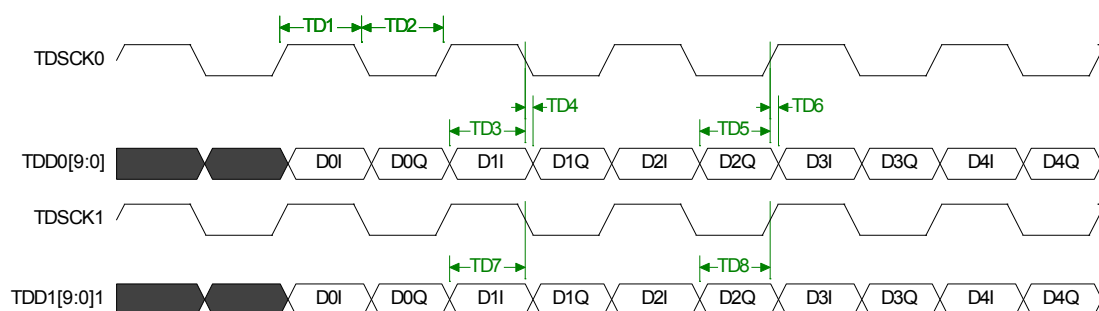 TD1 TD2
TDSCK0
TD4 TD6
TD3 TD5
TDD0[9:0] D0I D0Q D1I D1Q D2I D2Q D3I D3Q D4I D4Q
TDSCK1
TD7 TD8
TDD1[9:0]1 D0I D0Q D1I D1Q D2I D2Q D3I D3Q D4I D4Q